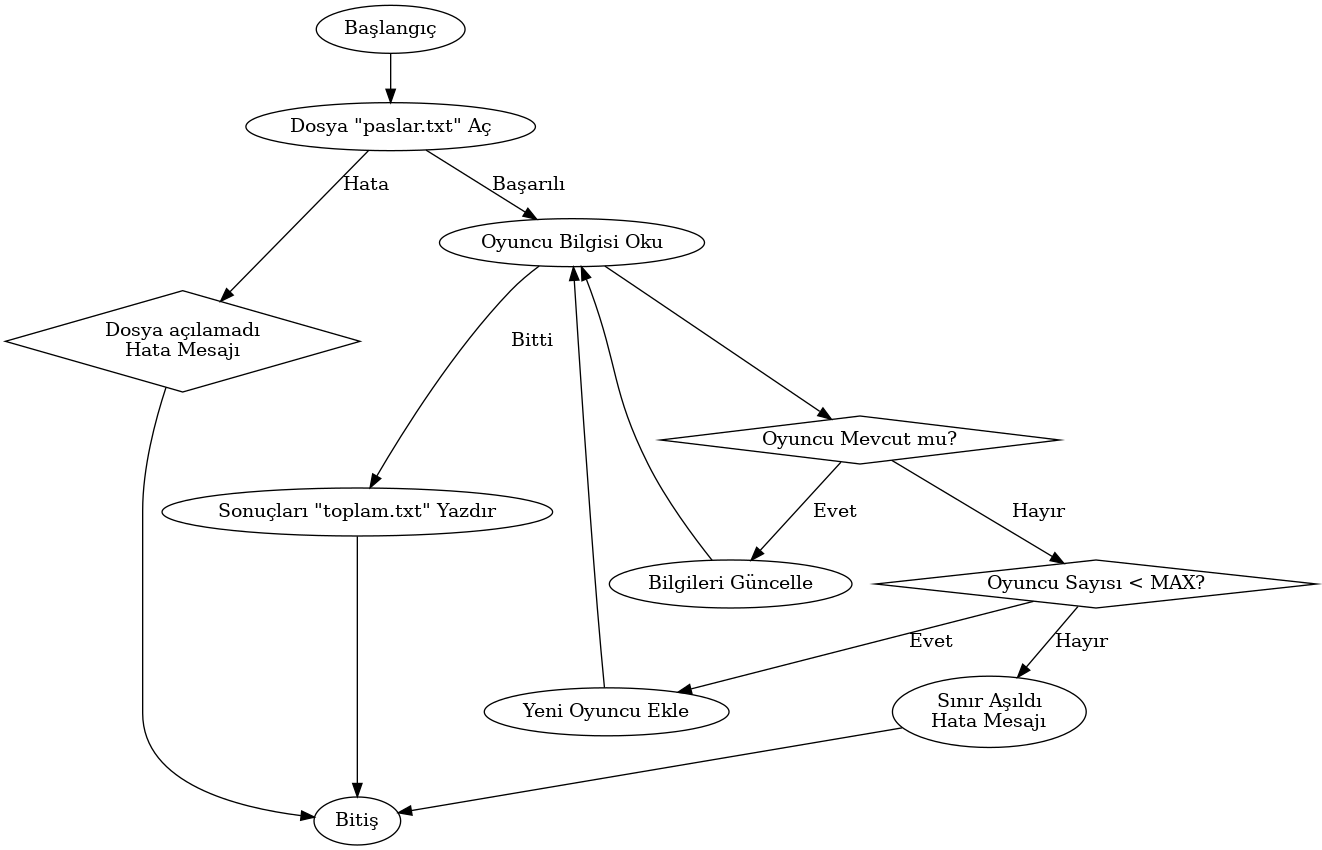 Başlangıç
Dosya "paslar.txt" Aç
Hata
Başarılı
Oyuncu Bilgisi Oku
Dosya açılamadı
Hata Mesajı
Bitti
Oyuncu Mevcut mu?
Sonuçları "toplam.txt" Yazdır
Evet
Hayır
Bilgileri Güncelle
Oyuncu Sayısı < MAX?
Evet
Hayır
Yeni Oyuncu Ekle
Sınır Aşıldı
Hata Mesajı
Bitiş